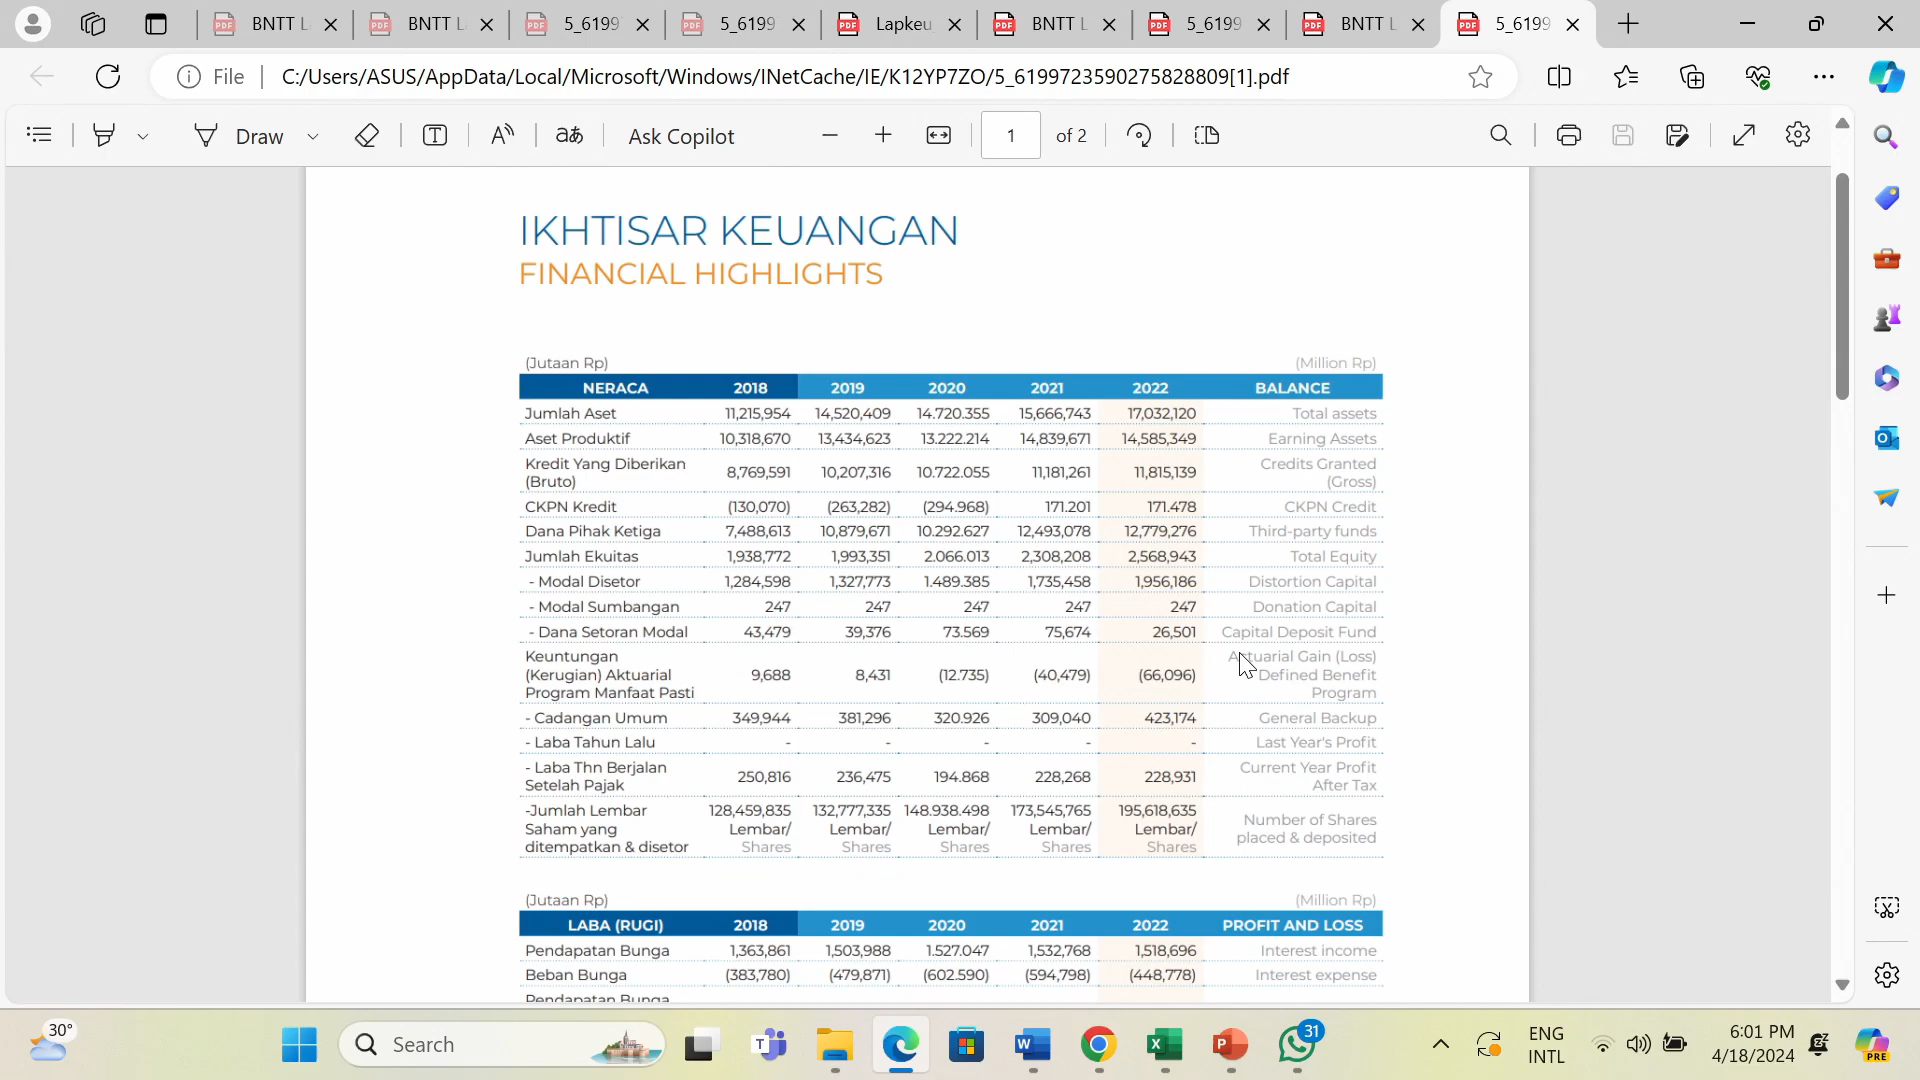 BNTT L
BNTT L
5_6199
5_6199
Lapkeu
BNTT L
5_6199
BNTT L
5_6199
File
C:/Users/ASUS/AppData/Local/Microsoft/Windows/INetCache/IE/K12YP7ZO/5_6199723590275828809[1].pdf
Draw
Ask Copilot
1 of 2
IKHTISAR KEUANGAN
FINANCIAL HIGHLIGHTS
(Jutaan Rp) (Million Rp)
NERACA 2018 2019 2020 2021 2022 BALANCE
Jumlah Aset 11,215,954 14,520,409 14.720.355 15,666,743 17,032,120 Total assets
Aset Produktif 10,318,670 13,434,623 13.222.214 14,839,671 14,585,349 Earning Assets
Kredit Yang Diberikan
(Bruto) 8,769,591 10,207,316 10.722.055 11,181,261 11,815,139 Credits Granted
(Gross)
CKPN Kredit (130,070) (263,282) (294.968) 171.201 171.478 CKPN Credit
Dana Pihak Ketiga 7,488,613 10,879,671 10.292.627 12,493,078 12,779,276 Third-party funds
Jumlah Ekuitas 1,938,772 1,993,351 2.066.013 2,308,208 2,568,943 Total Equity
- Modal Disetor 1,284,598 1,327,773 1.489.385 1,735,458 1,956,186 Distortion Capital
- Modal Sumbangan 247 247 247 247 247 Donation Capital
- Dana Setoran Modal 43,479 39,376 73.569 75,674 26,501 Capital Deposit Fund
Keuntungan
(Kerugian) Aktuarial
Program Manfaat Pasti 9,688 8,431 (12.735) (40,479) (66,096) Actuarial Gain (Loss)
Defined Benefit
Program
- Cadangan Umum 349,944 381,296 320.926 309,040 423,174 General Backup
- Laba Tahun Lalu - - - - - Last Year's Profit
- Laba Thn Berjalan
Setelah Pajak 250,816 236,475 194.868 228,268 228,931 Current Year Profit
After Tax
-Jumlah Lembar 128,459,835 132,777,335 148.938.498 173,545,765 195,618,635 Number of Shares
Saham yang Lembar/ Lembar/ Lembar/ Lembar/ Lembar/ placed & deposited
ditempatkan & disetor Shares Shares Shares Shares Shares
(Jutaan Rp) (Million Rp)
LABA (RUGI) 2018 2019 2020 2021 2022 PROFIT AND LOSS
Pendapatan Bunga 1,363,861 1,503,988 1.527.047 1,532,768 1,518,696 Interest income
Beban Bunga (383,780) (479,871) (602.590) (594,798) (448,778) Interest expense
Pendapatan Bunga
30°
Search
31
ENG
INTL
6:01 PM
4/18/2024
PRE